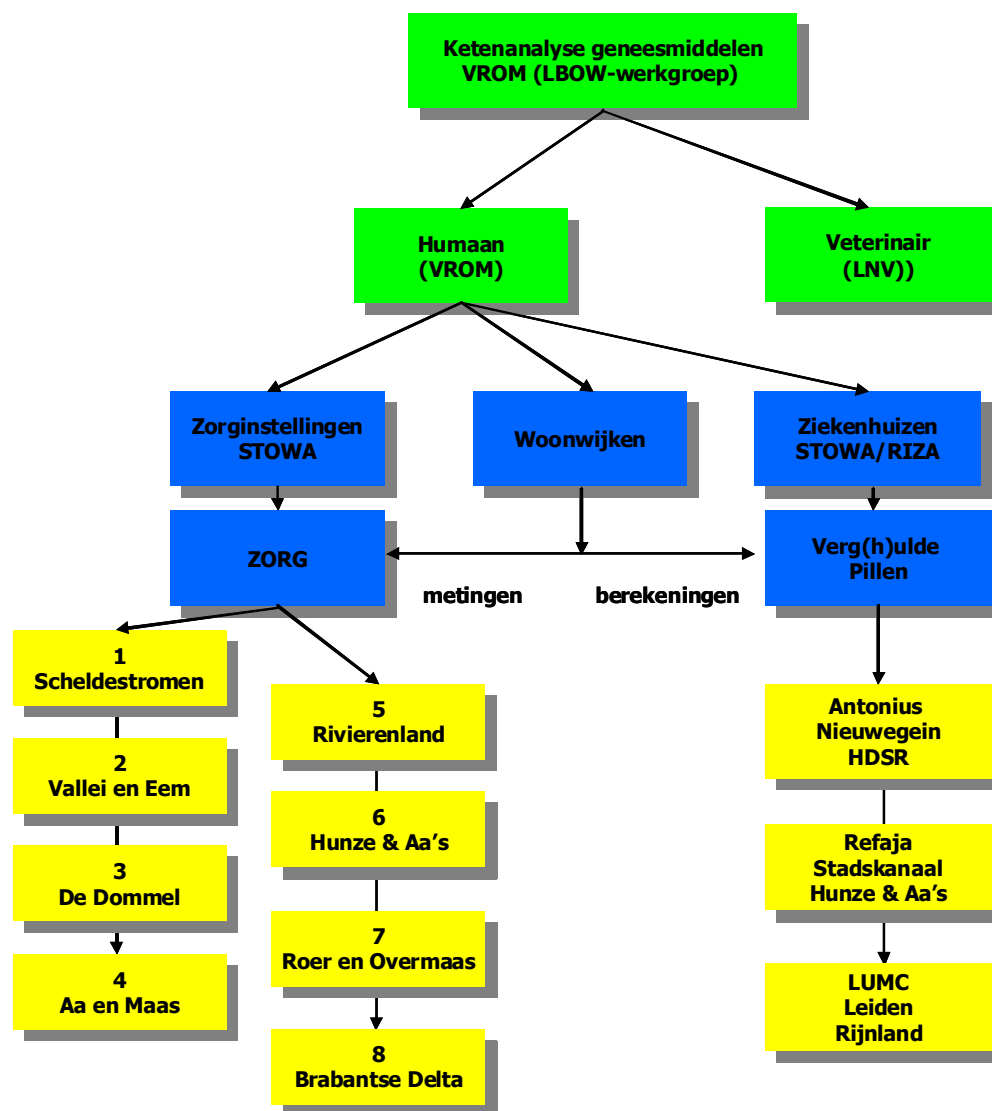 Ketenanalyse geneesmiddelen
VROM (LBOW-werkgroep)
Humaan
(VROM)
Veterinair
(LNV))
Zorginstellingen
STOWA
Woonwijken
Ziekenhuizen
STOWA/RIZA
ZORG
metingen
berekeningen
Verg(h)ulde
Pillen
1
Scheldestromen
2
Vallei en Eem
3
De Dommel
4
Aa en Maas
5
Rivierenland
6
Hunze & Aa’s
7
Roer en Overmaas
8
Brabantse Delta
Antonius
Nieuwegein
HDSR
Refaja
Stadskanaal
Hunze & Aa’s
LUMC
Leiden
Rijnland